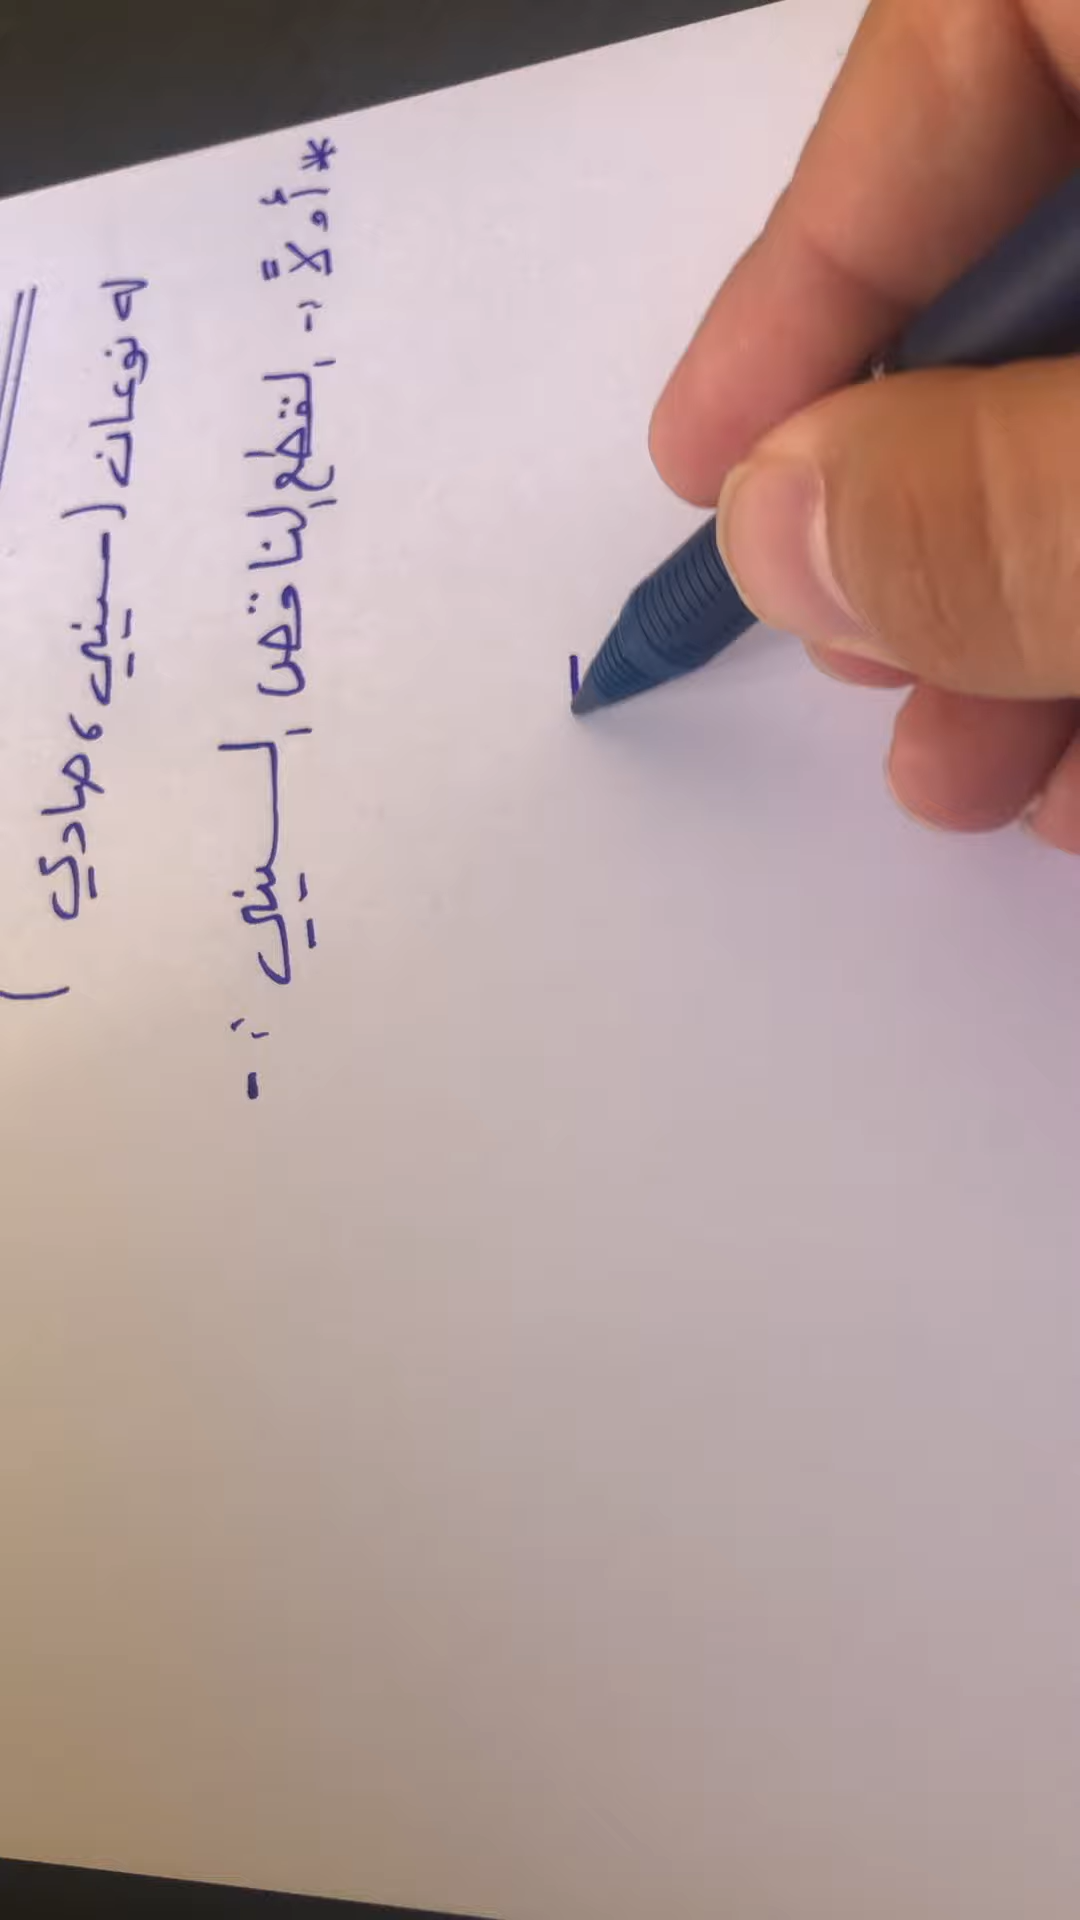 له نوعان (سيني ، صادي)
* أولاً :- القطع الناقص السيني :-